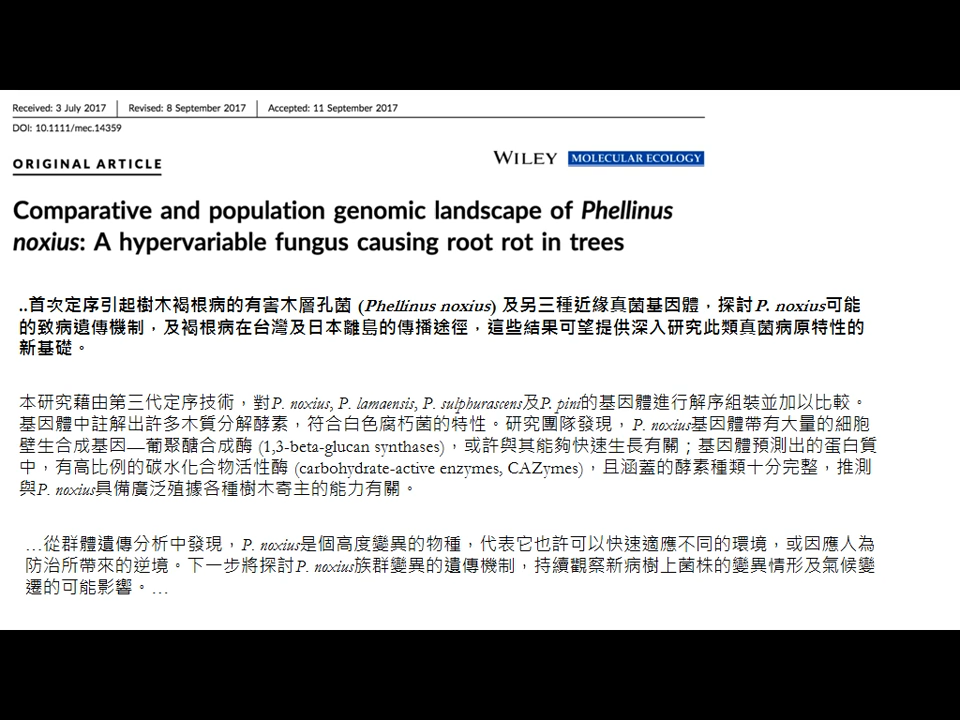 Received: 3 July 2017 | Revised: 8 September 2017 | Accepted: 11 September 2017
DOI: 10.1111/mec.14359
ORIGINAL ARTICLE
WILEY MOLECULAR ECOLOGY
Comparative and population genomic landscape of Phellinus
noxius: A hypervariable fungus causing root rot in trees
..首次定序引起樹木褐根病的有害木層孔菌 (Phellinus noxius) 及另三種近緣真菌基因體，探討P. noxius可能
的致病遺傳機制，及褐根病在台灣及日本離島的傳播途徑，這些結果可望提供深入研究此類真菌病原特性的
新基礎。
本研究藉由第三代定序技術，對P. noxius, P. lamaensis, P. sulphurascens及P. pini的基因體進行解序組裝並加以比較。
基因體中註解出許多木質分解酵素，符合白色腐朽菌的特性。研究團隊發現，P. noxius基因體帶有大量的細胞
壁生合成基因—葡聚醣合成酶 (1,3-beta-glucan synthases)，或許與其能夠快速生長有關；基因體預測出的蛋白質
中，有高比例的碳水化合物活性酶 (carbohydrate-active enzymes, CAZymes)，且涵蓋的酵素種類十分完整，推測
與P. noxius具備廣泛殖據各種樹木寄主的能力有關。
…從群體遺傳分析中發現，P. noxius是個高度變異的物種，代表它也許可以快速適應不同的環境，或因應人為
防治所帶來的逆境。下一步將探討P. noxius族群變異的遺傳機制，持續觀察新病樹上菌株的變異情形及氣候變
遷的可能影響。…